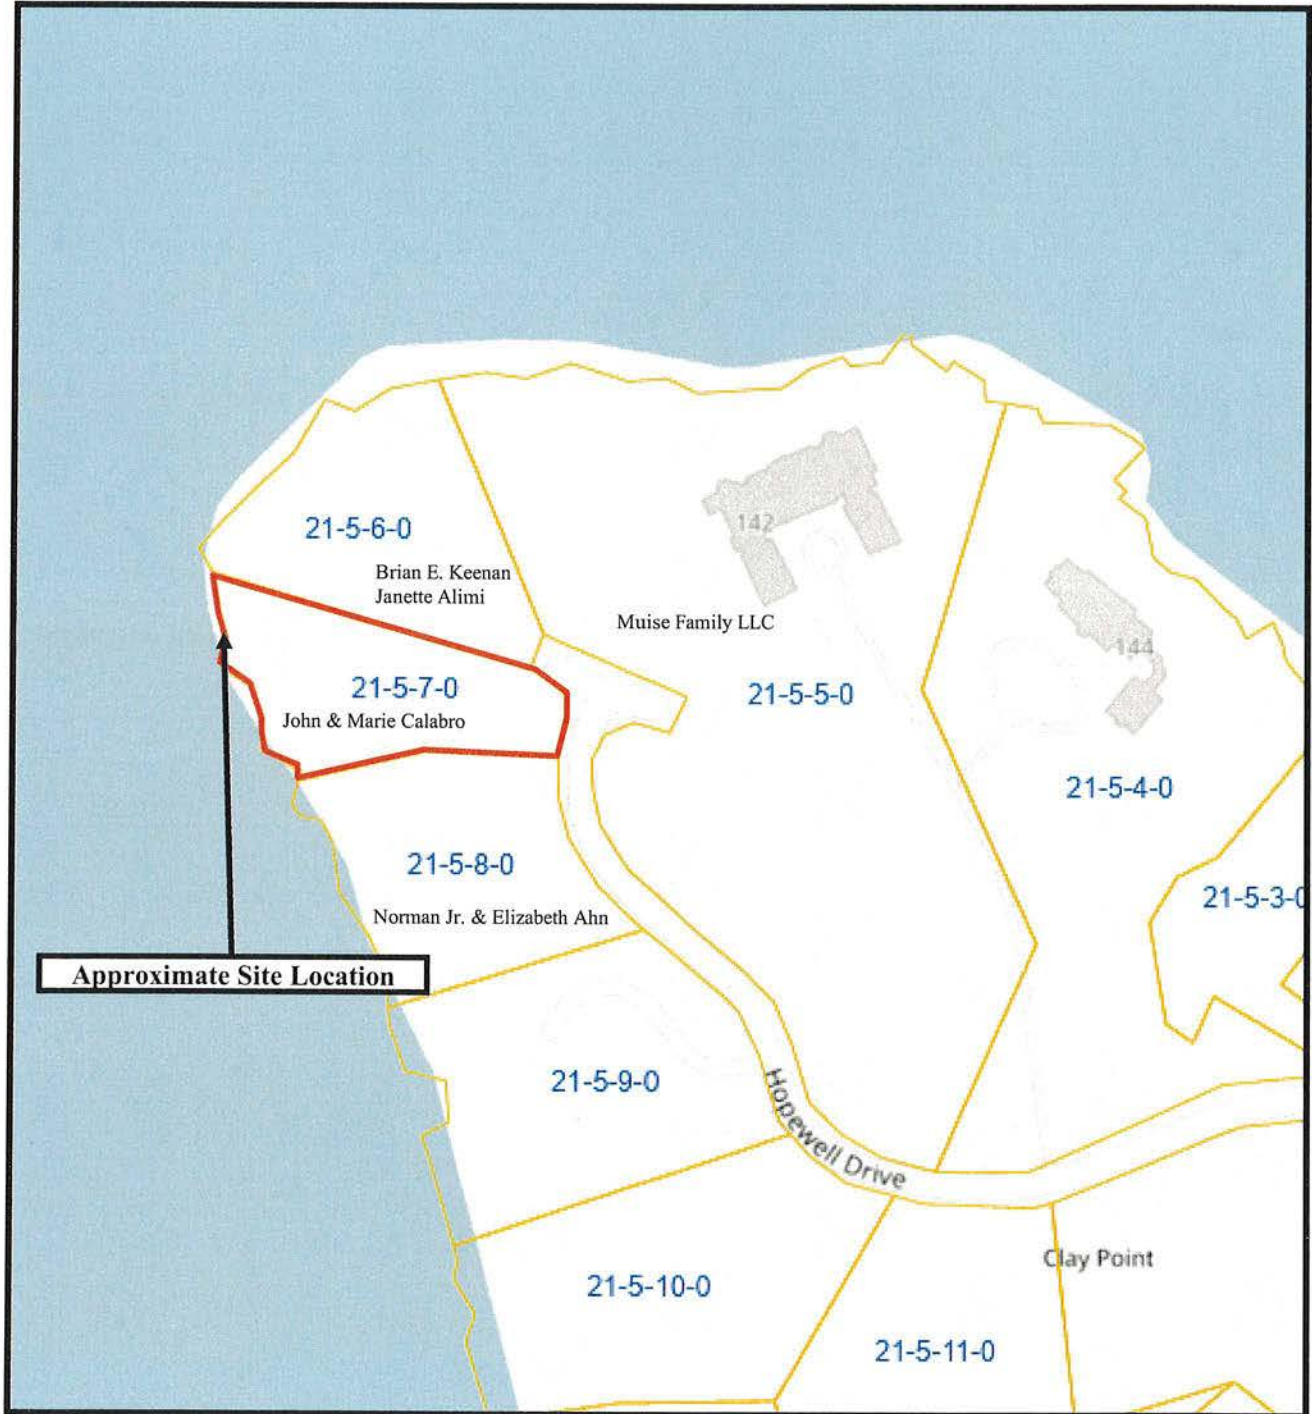 21-5-6-0
Brian E. Keenan
Janette Alimi
142
Muise Family LLC
144
21-5-7-0
John & Marie Calabro
21-5-5-0
21-5-4-0
21-5-8-0
Norman Jr. & Elizabeth Ahn
21-5-3-0
Approximate Site Location
21-5-9-0
Hopewell Drive
Clay Point
21-5-10-0
21-5-11-0